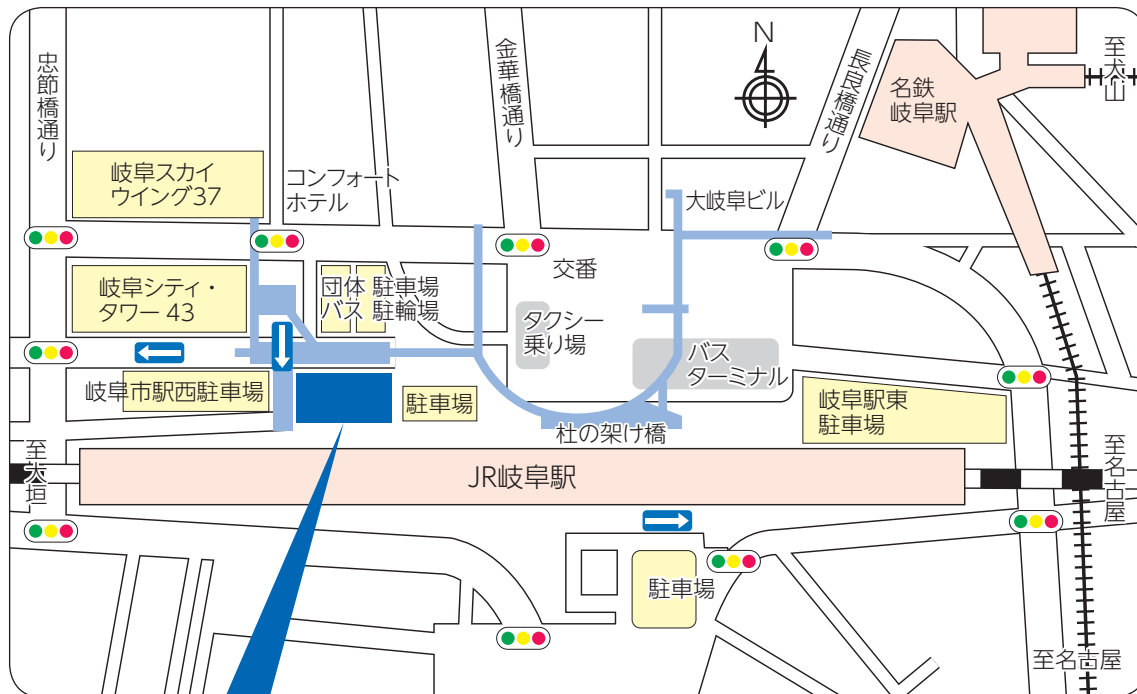 忠節橋通り
金華橋通り
N
長良橋通り
名鉄
岐阜駅
至犬山
岐阜スカイ
ウイング37
コンフォート
ホテル
大岐阜ビル
交番
岐阜シティ・
タワー 43
団体
バス
駐車場
駐輪場
タクシー
乗り場
バス
ターミナル
岐阜市駅西駐車場
駐車場
岐阜駅東
駐車場
杜の架け橋
至大垣
JR岐阜駅
至名古屋
駐車場
至名古屋